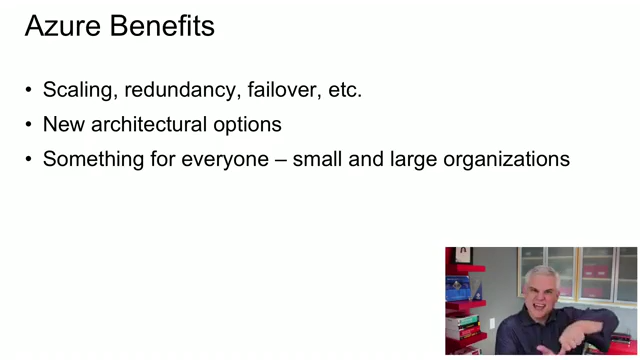 Azure Benefits
• Scaling, redundancy, failover, etc.
• New architectural options
• Something for everyone – small and large organizations